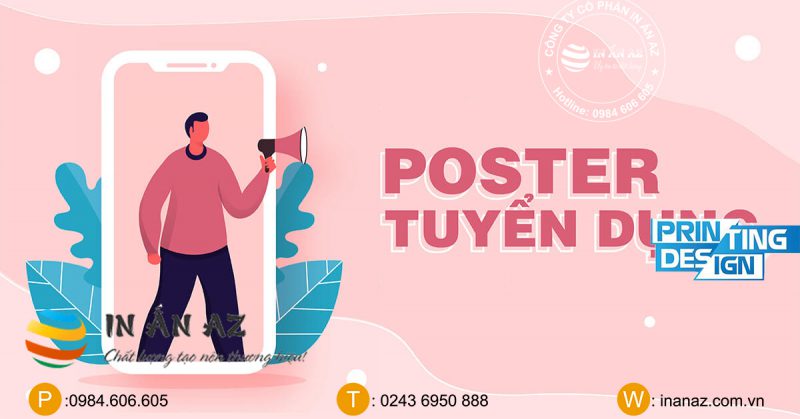 CÔNG TY CỔ PHẦN IN ẤN AZ
IN ẤN AZ
Hotline: 0984 606 605
POSTER
TUYỂN DỤNG
PRINTING
DESIGN
IN ẤN AZ
Chất lượng tạo nên thương hiệu!
P :0984.606.605
T : 0243 6950 888
W : inanaz.com.vn